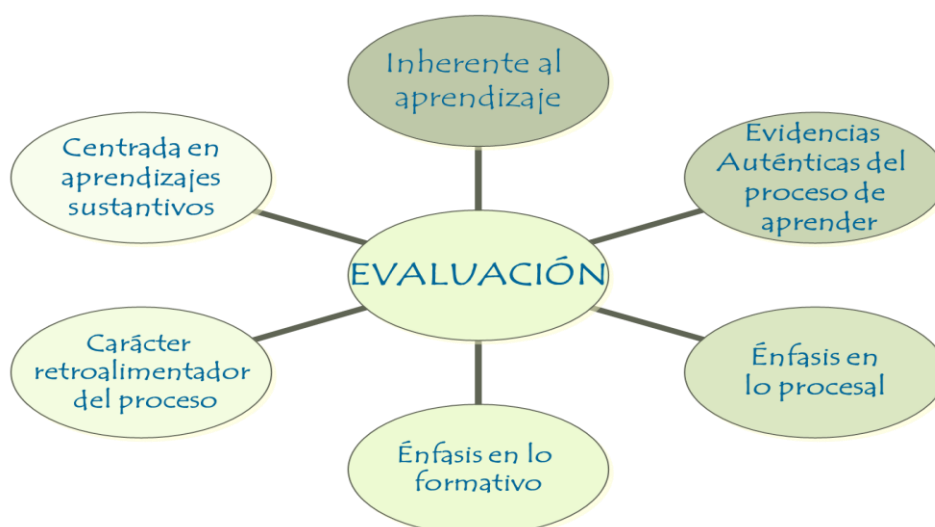 Inherente al
aprendizaje
Evidencias
Auténticas del
proceso de
aprender
Énfasis en
lo procesal
Énfasis en lo
formativo
Carácter
retroalimentador
del proceso
Centrada en
aprendizajes
sustantivos
EVALUACIÓN